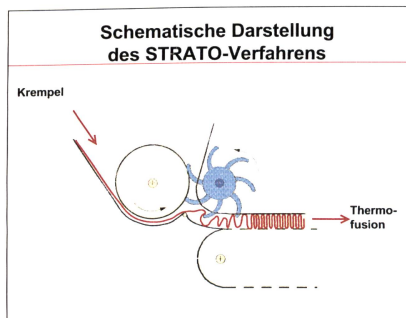 Schematische Darstellung
des STRATO-Verfahrens
Krempel
Thermo-
fusion